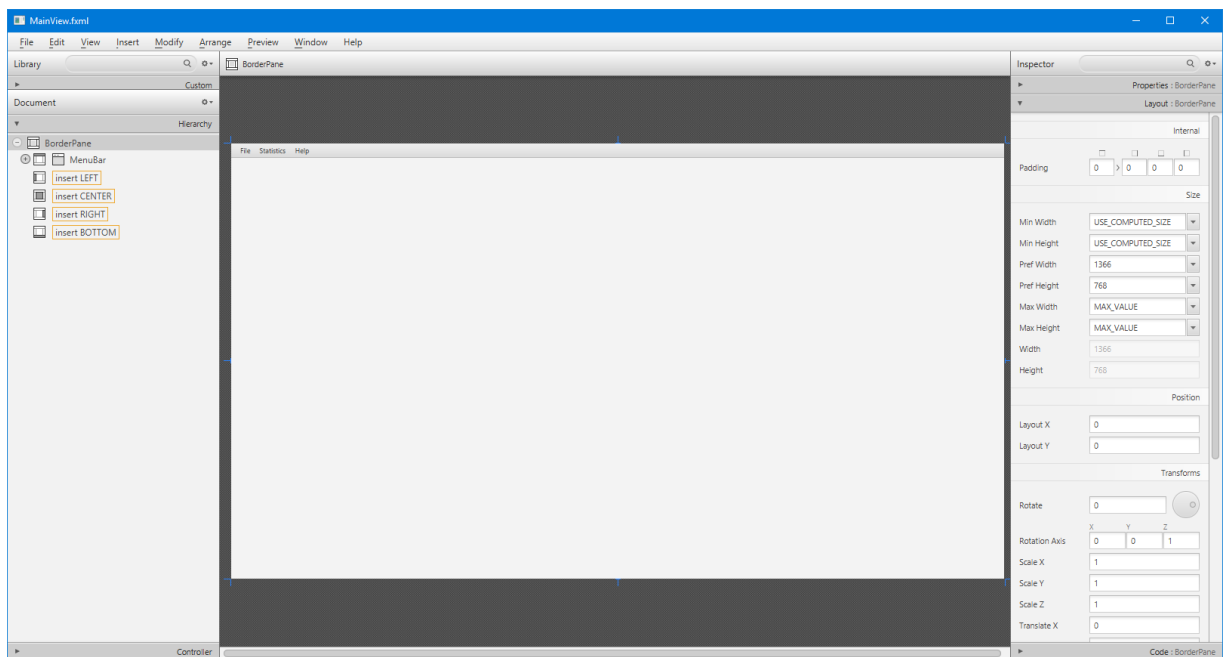 MainView.fxml
File Edit View Insert Modify Arrange Preview Window Help
Library
Custom
Document
Hierarchy
BorderPane
MenuBar
insert LEFT
insert CENTER
insert RIGHT
insert BOTTOM
Controller
BorderPane
File Statistics Help
Inspector
Properties : BorderPane
Layout : BorderPane
Internal
Padding 0 0 0 0
Size
Min Width USE_COMPUTED_SIZE
Min Height USE_COMPUTED_SIZE
Pref Width 1366
Pref Height 768
Max Width MAX_VALUE
Max Height MAX_VALUE
Width 1366
Height 768
Position
Layout X 0
Layout Y 0
Transforms
Rotate 0
X Y Z
Rotation Axis 0 0 1
Scale X 1
Scale Y 1
Scale Z 1
Translate X 0
Code : BorderPane